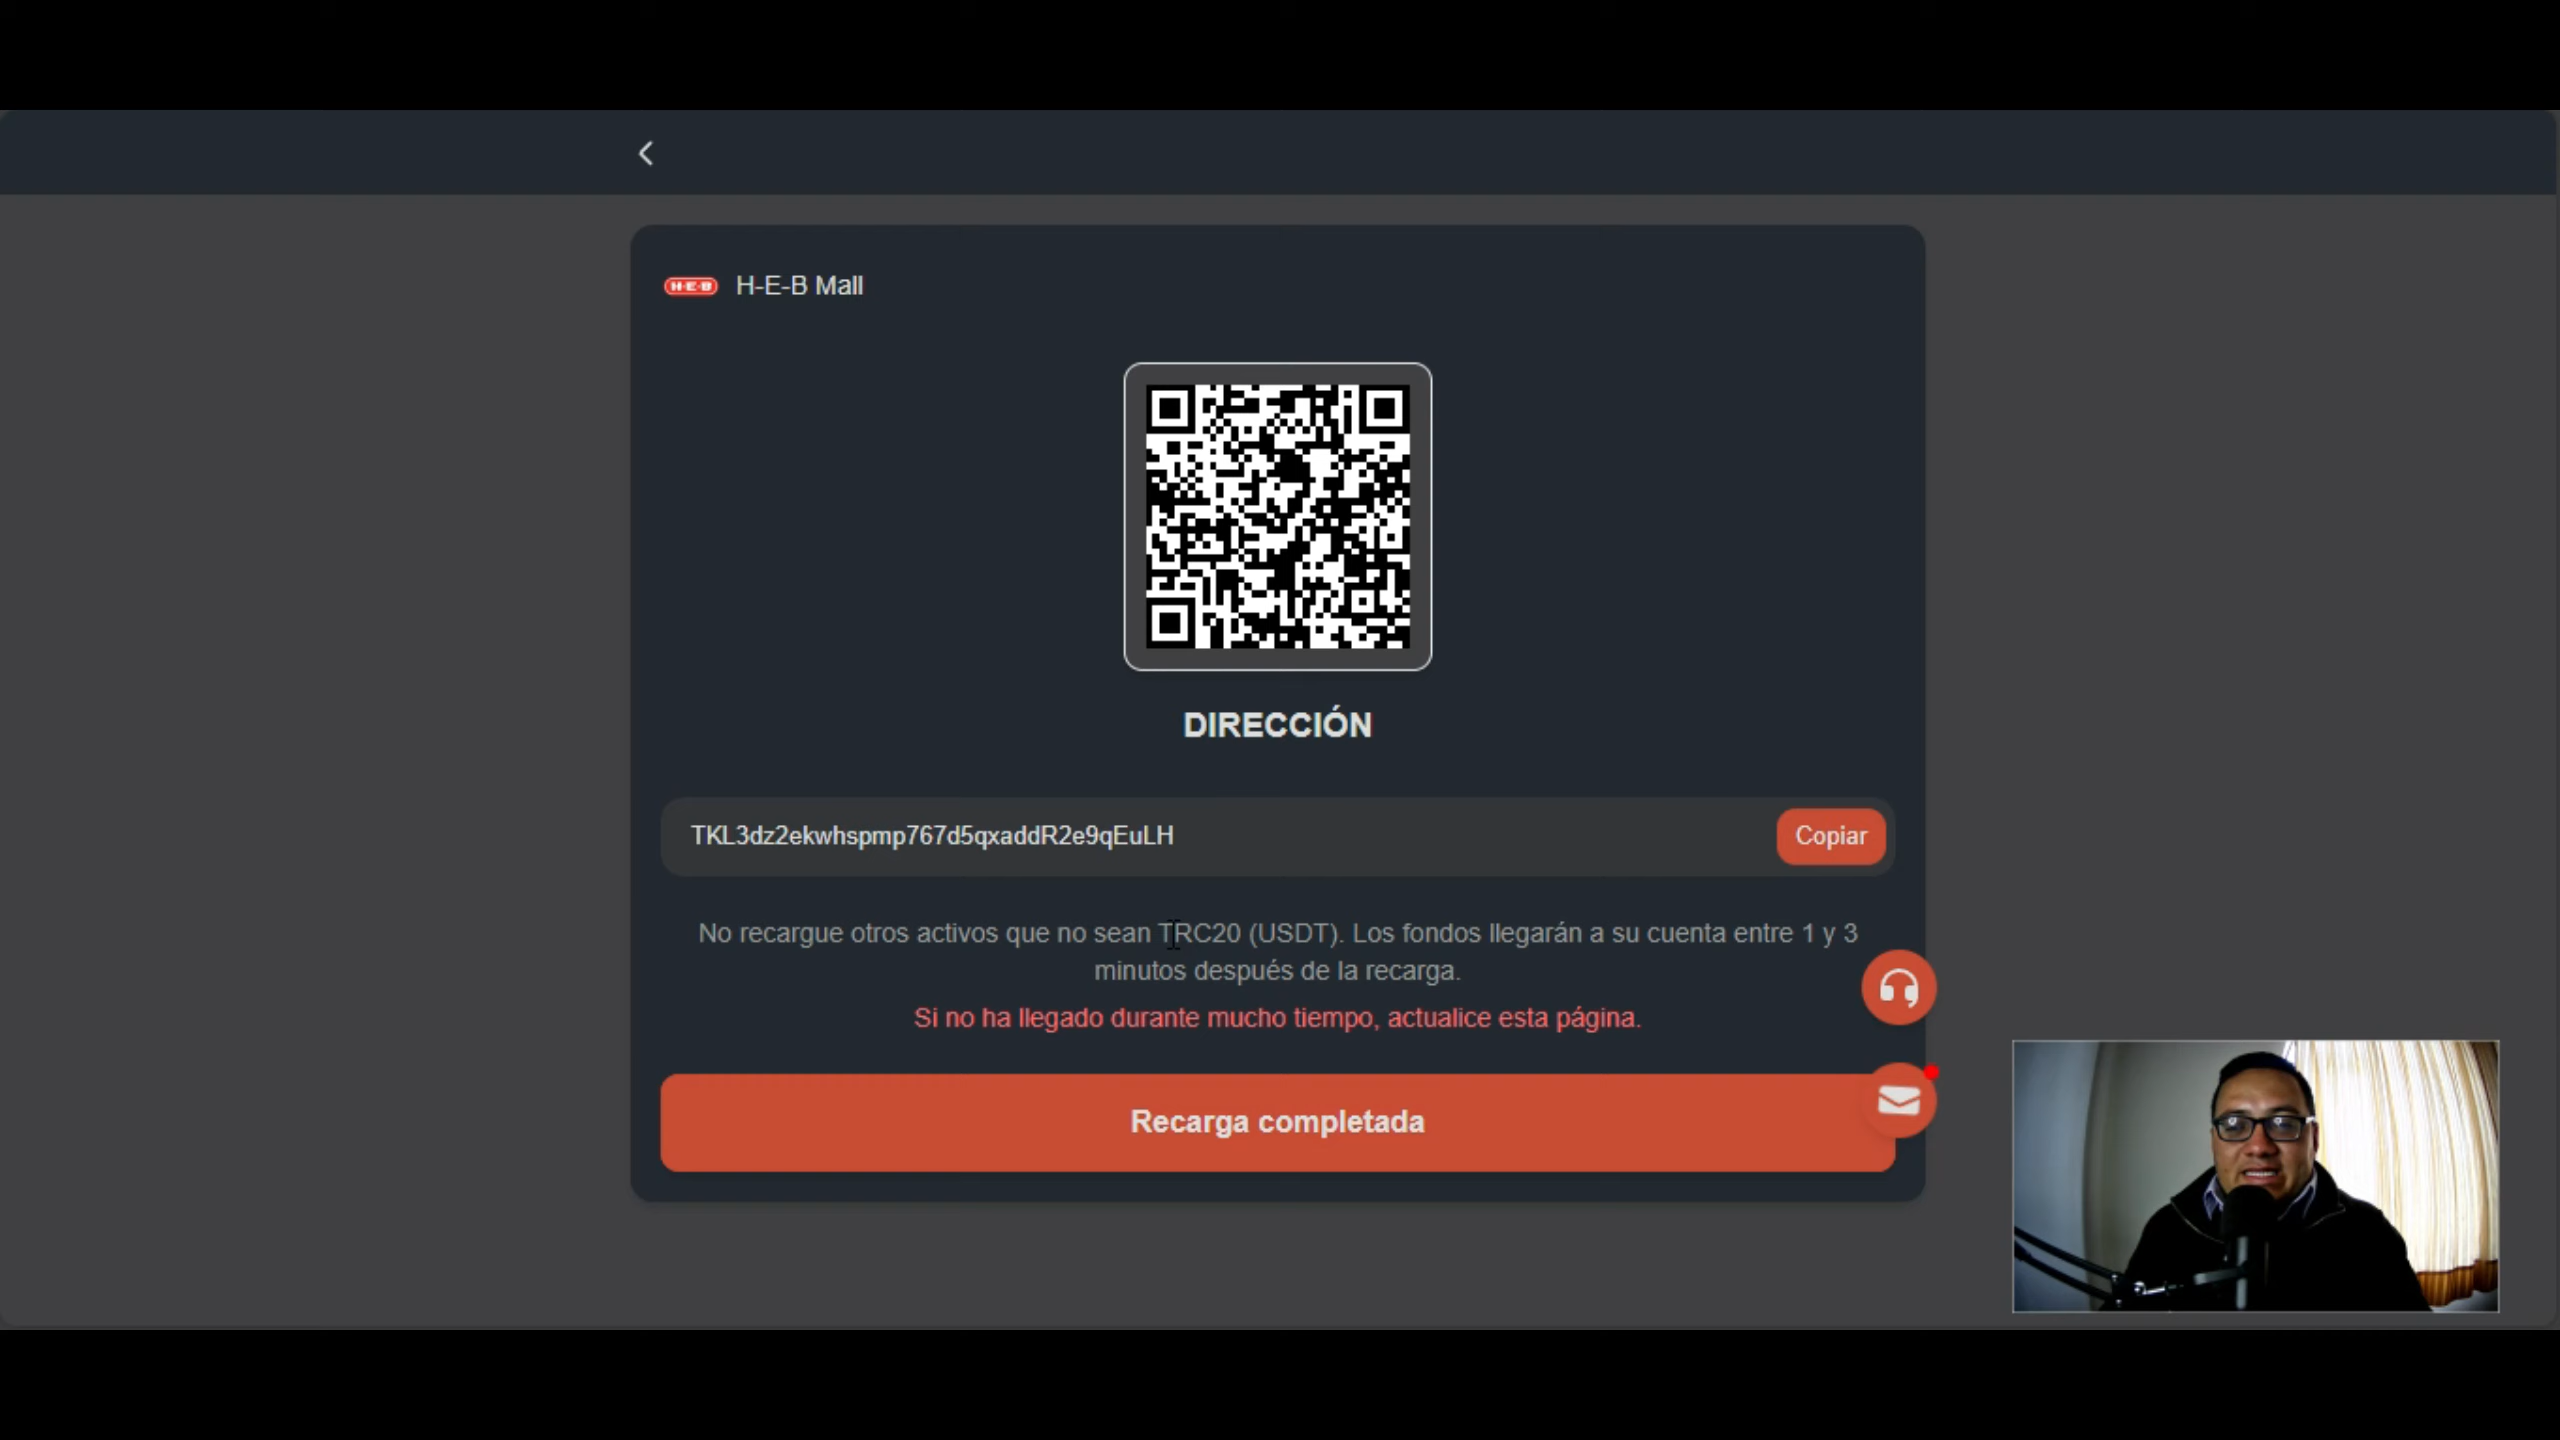 H-E-B H-E-B Mall
DIRECCIÓN
TKL3dz2ekwhspmp767d5qxaddR2e9qEuLH Copiar
No recargue otros activos que no sean TRC20 (USDT). Los fondos llegarán a su cuenta entre 1 y 3
minutos después de la recarga.
Si no ha llegado durante mucho tiempo, actualice esta página.
Recarga completada